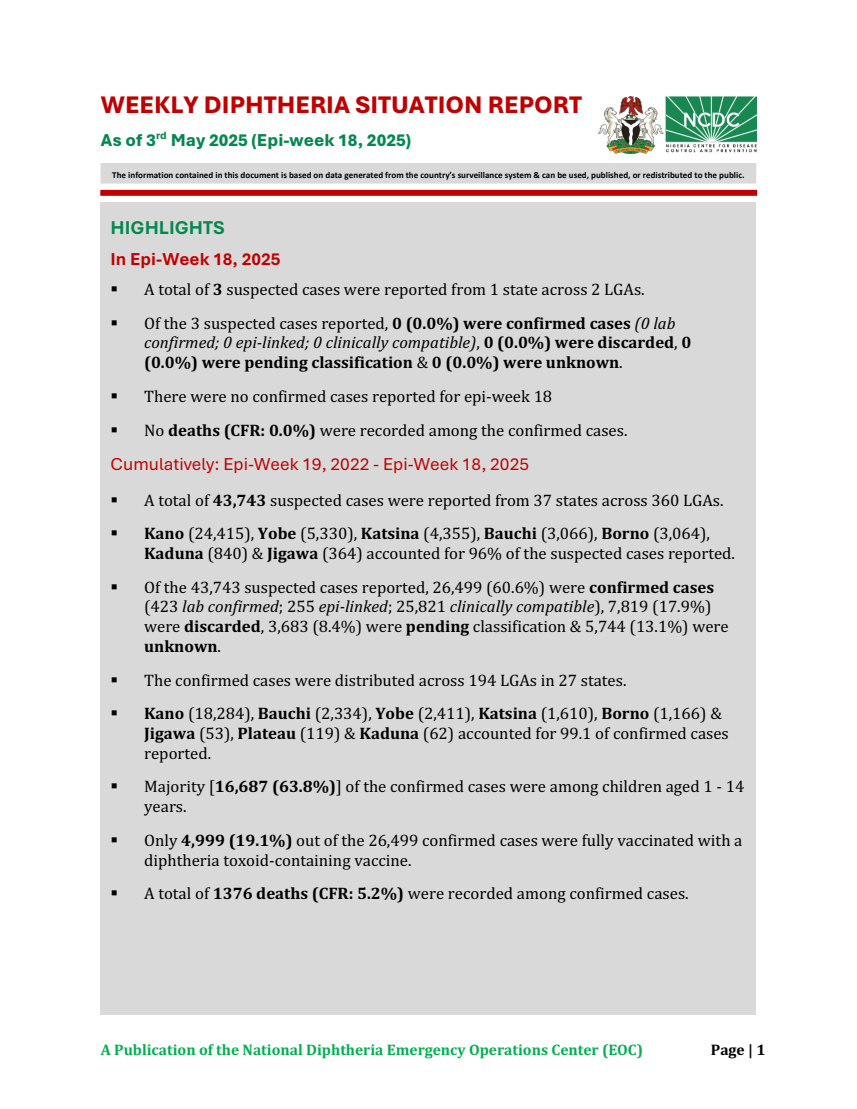 WEEKLY DIPHTHERIA SITUATION REPORT
As of 3rd May 2025 (Epi-week 18, 2025)
NCDC
NIGERIA CENTRE FOR DISEASE
CONTROL AND PREVENTION
The information contained in this document is based on data generated from the country's surveillance system & can be used, published, or redistributed to the public.
HIGHLIGHTS
In Epi-Week 18, 2025
▪ A total of 3 suspected cases were reported from 1 state across 2 LGAs.
▪ Of the 3 suspected cases reported, 0 (0.0%) were confirmed cases (0 lab
confirmed; 0 epi-linked; 0 clinically compatible), 0 (0.0%) were discarded, 0
(0.0%) were pending classification & 0 (0.0%) were unknown.
▪ There were no confirmed cases reported for epi-week 18
▪ No deaths (CFR: 0.0%) were recorded among the confirmed cases.
Cumulatively: Epi-Week 19, 2022 - Epi-Week 18, 2025
▪ A total of 43,743 suspected cases were reported from 37 states across 360 LGAs.
▪ Kano (24,415), Yobe (5,330), Katsina (4,355), Bauchi (3,066), Borno (3,064),
Kaduna (840) & Jigawa (364) accounted for 96% of the suspected cases reported.
▪ Of the 43,743 suspected cases reported, 26,499 (60.6%) were confirmed cases
(423 lab confirmed; 255 epi-linked; 25,821 clinically compatible), 7,819 (17.9%)
were discarded, 3,683 (8.4%) were pending classification & 5,744 (13.1%) were
unknown.
▪ The confirmed cases were distributed across 194 LGAs in 27 states.
▪ Kano (18,284), Bauchi (2,334), Yobe (2,411), Katsina (1,610), Borno (1,166) &
Jigawa (53), Plateau (119) & Kaduna (62) accounted for 99.1 of confirmed cases
reported.
▪ Majority [16,687 (63.8%)] of the confirmed cases were among children aged 1 - 14
years.
▪ Only 4,999 (19.1%) out of the 26,499 confirmed cases were fully vaccinated with a
diphtheria toxoid-containing vaccine.
▪ A total of 1376 deaths (CFR: 5.2%) were recorded among confirmed cases.
A Publication of the National Diphtheria Emergency Operations Center (EOC)
Page | 1